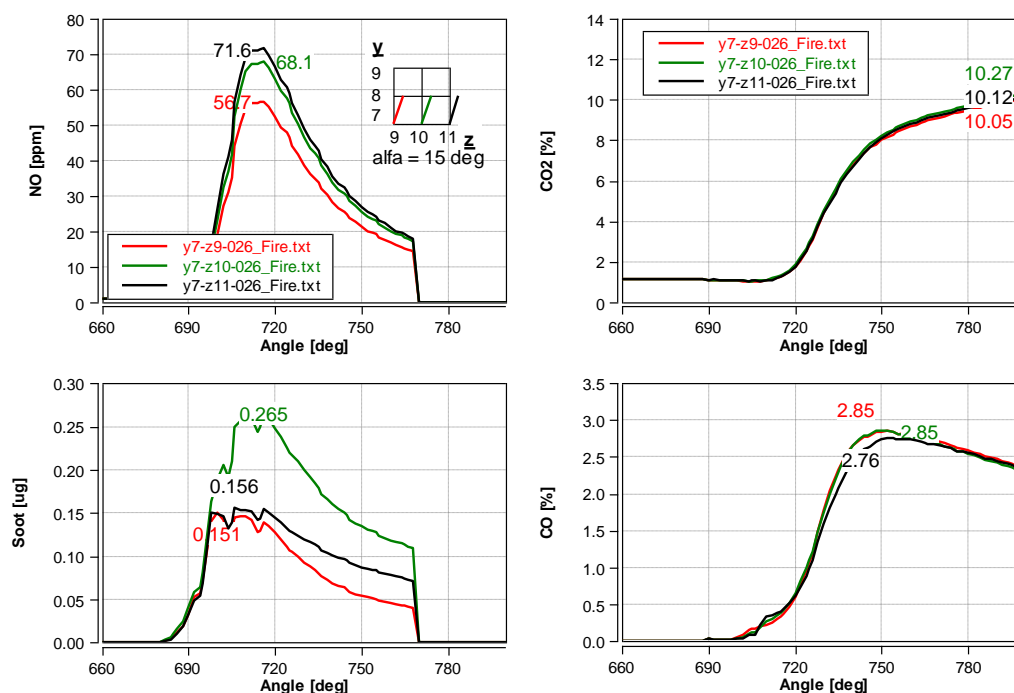 NO [ppm]
80
70
60
50
40
30
20
10
0
71.6
68.1
56.7
y
9
8
7
9 10 11
z
alfa = 15 deg
y7-z9-026_Fire.txt
y7-z10-026_Fire.txt
y7-z11-026_Fire.txt
660 690 720 750 780
Angle [deg]
CO2 [%]
14
12
10
8
6
4
2
0
y7-z9-026_Fire.txt
y7-z10-026_Fire.txt
y7-z11-026_Fire.txt
10.27
10.128
10.05
660 690 720 750 780
Angle [deg]
Soot [ug]
0.30
0.25
0.20
0.15
0.10
0.05
0.00
0.265
0.156
0.151
660 690 720 750 780
Angle [deg]
CO [%]
3.5
3.0
2.5
2.0
1.5
1.0
0.5
0.0
2.85
2.85
2.76
660 690 720 750 780
Angle [deg]